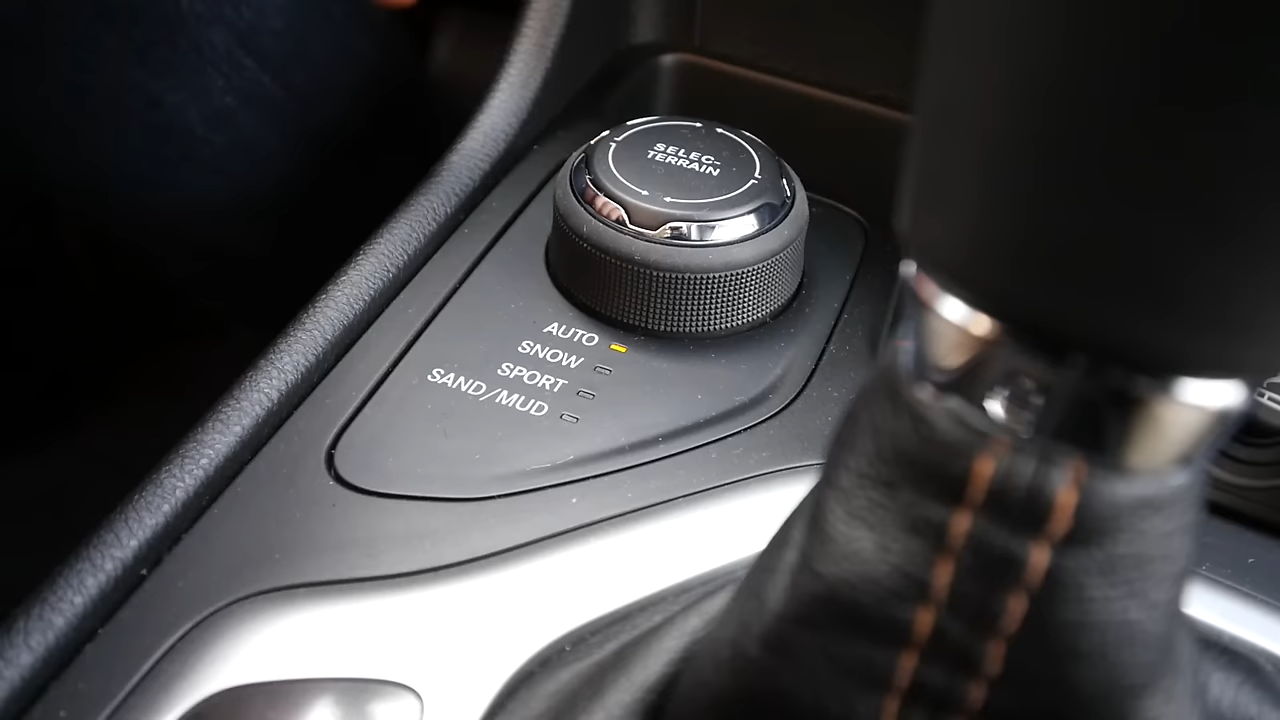 SELEC-
TERRAIN
AUTO
SNOW
SPORT
SAND/MUD